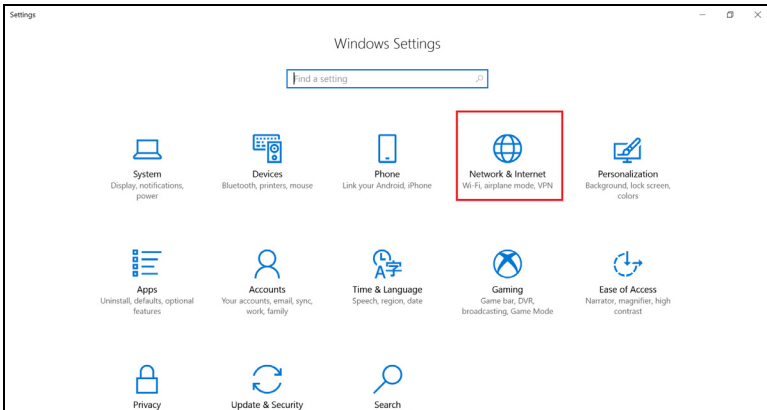 Settings
Windows Settings
Find a setting
System
Display, notifications,
power
Devices
Bluetooth, printers, mouse
Phone
Link your Android, iPhone
Network & Internet
Wi-Fi, airplane mode, VPN
Personalization
Background, lock screen,
colors
Apps
Uninstall, defaults, optional
features
Accounts
Your accounts, email, sync,
work, family
A字
Time & Language
Speech, region, date
Gaming
Game bar, DVR,
broadcasting, Game Mode
Ease of Access
Narrator, magnifier, high
contrast
Privacy
Update & Security
Search